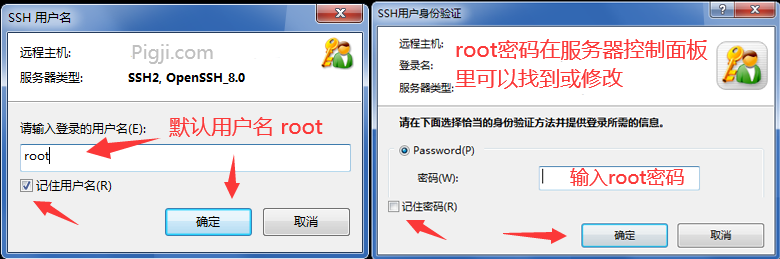 SSH 用户名
远程主机:
Pigji.com
服务器类型:
SSH2, OpenSSH_8.0
请输入登录的用户名(E):
默认用户名 root
root
记住用户名(R)
确定
取消
SSH用户身份验证
远程主机:
登录名:
服务器类型:
root密码在服务器控制面板
里可以找到或修改
请在下面选择恰当的身份验证方法并提供登录所需的信息。
Password(P)
密码(W):
输入root密码
记住密码(R)
确定
取消